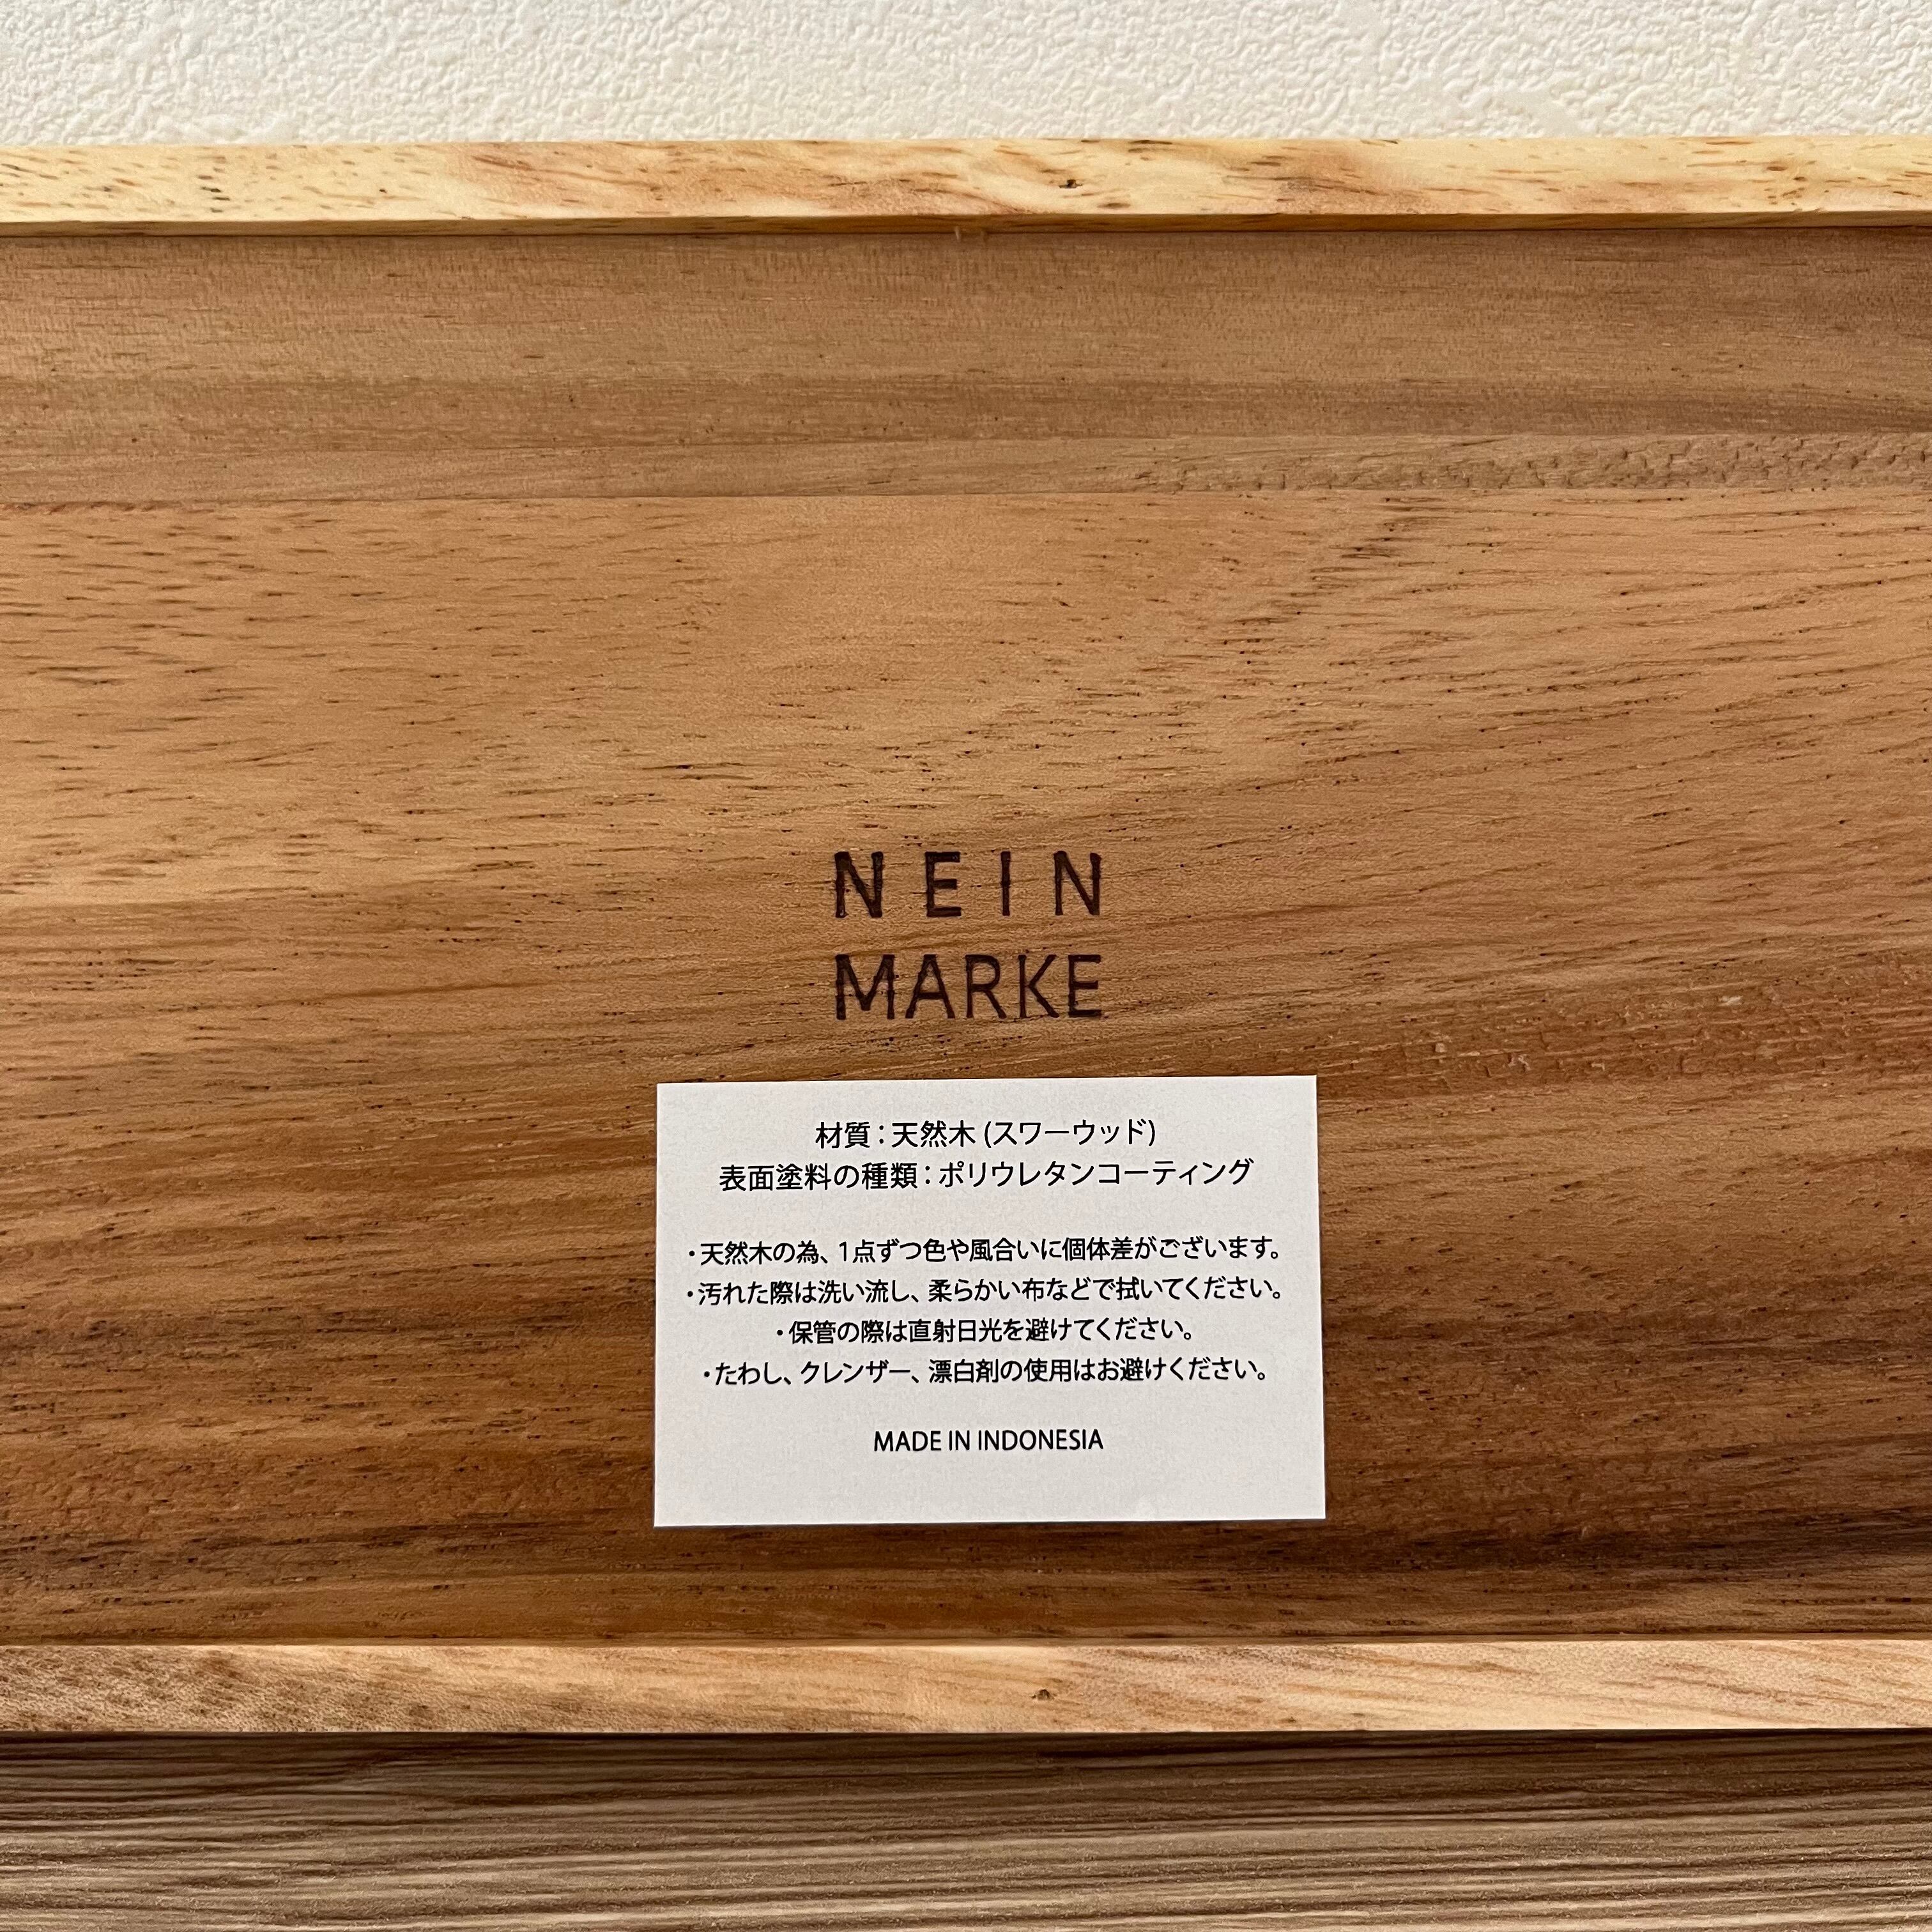 NEIN
MARKE
材質：天然木 (スワーウッド)
表面塗料の種類：ポリウレタンコーティング
・天然木の為、1点ずつ色や風合いに個体差がございます。
・汚れた際は洗い流し、柔らかい布などで拭いてください。
・保管の際は直射日光を避けてください。
・たわし、クレンザー、漂白剤の使用はお避けください。
MADE IN INDONESIA